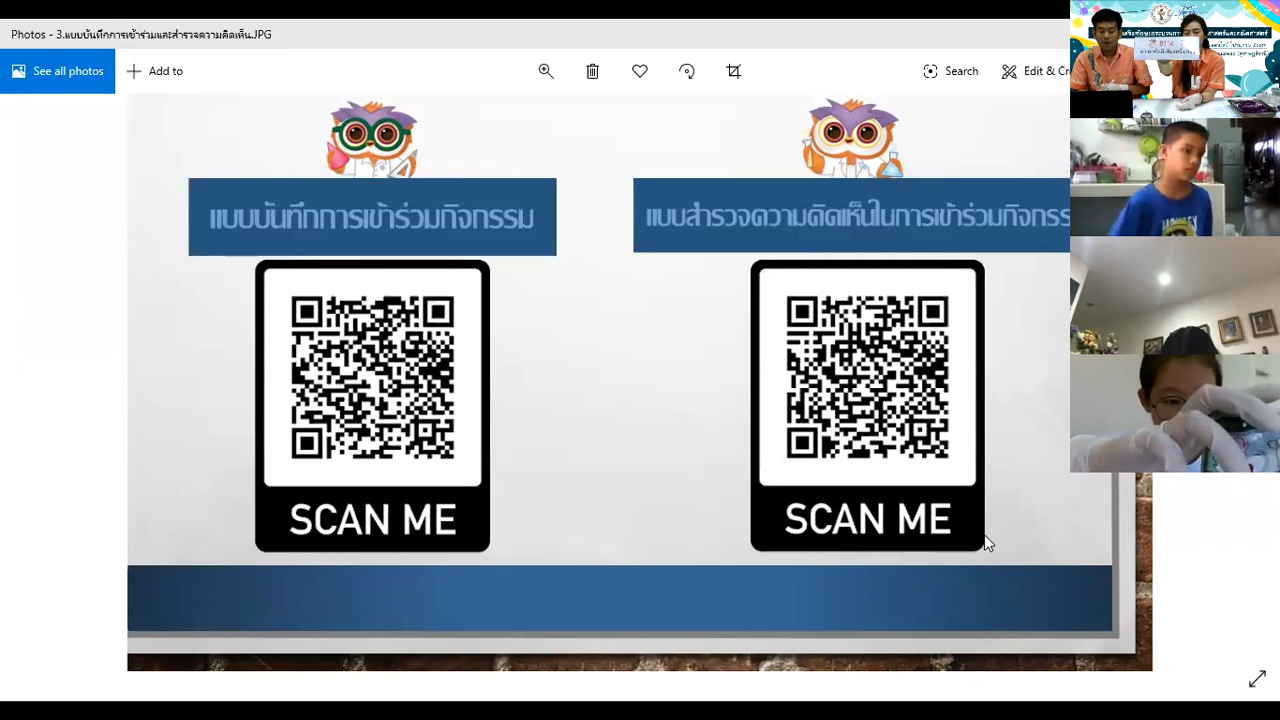 Photos - 3.แบบบันทึกการเข้าร่วมและสำรวจความคิดเห็น.JPG
See all photos
Add to
Search
Edit & Cr
แบบบันทึกการเข้าร่วมกิจกรรม
แบบสำรวจความคิดเห็นในการเข้าร่วมกิจกรร
SCAN ME
SCAN ME